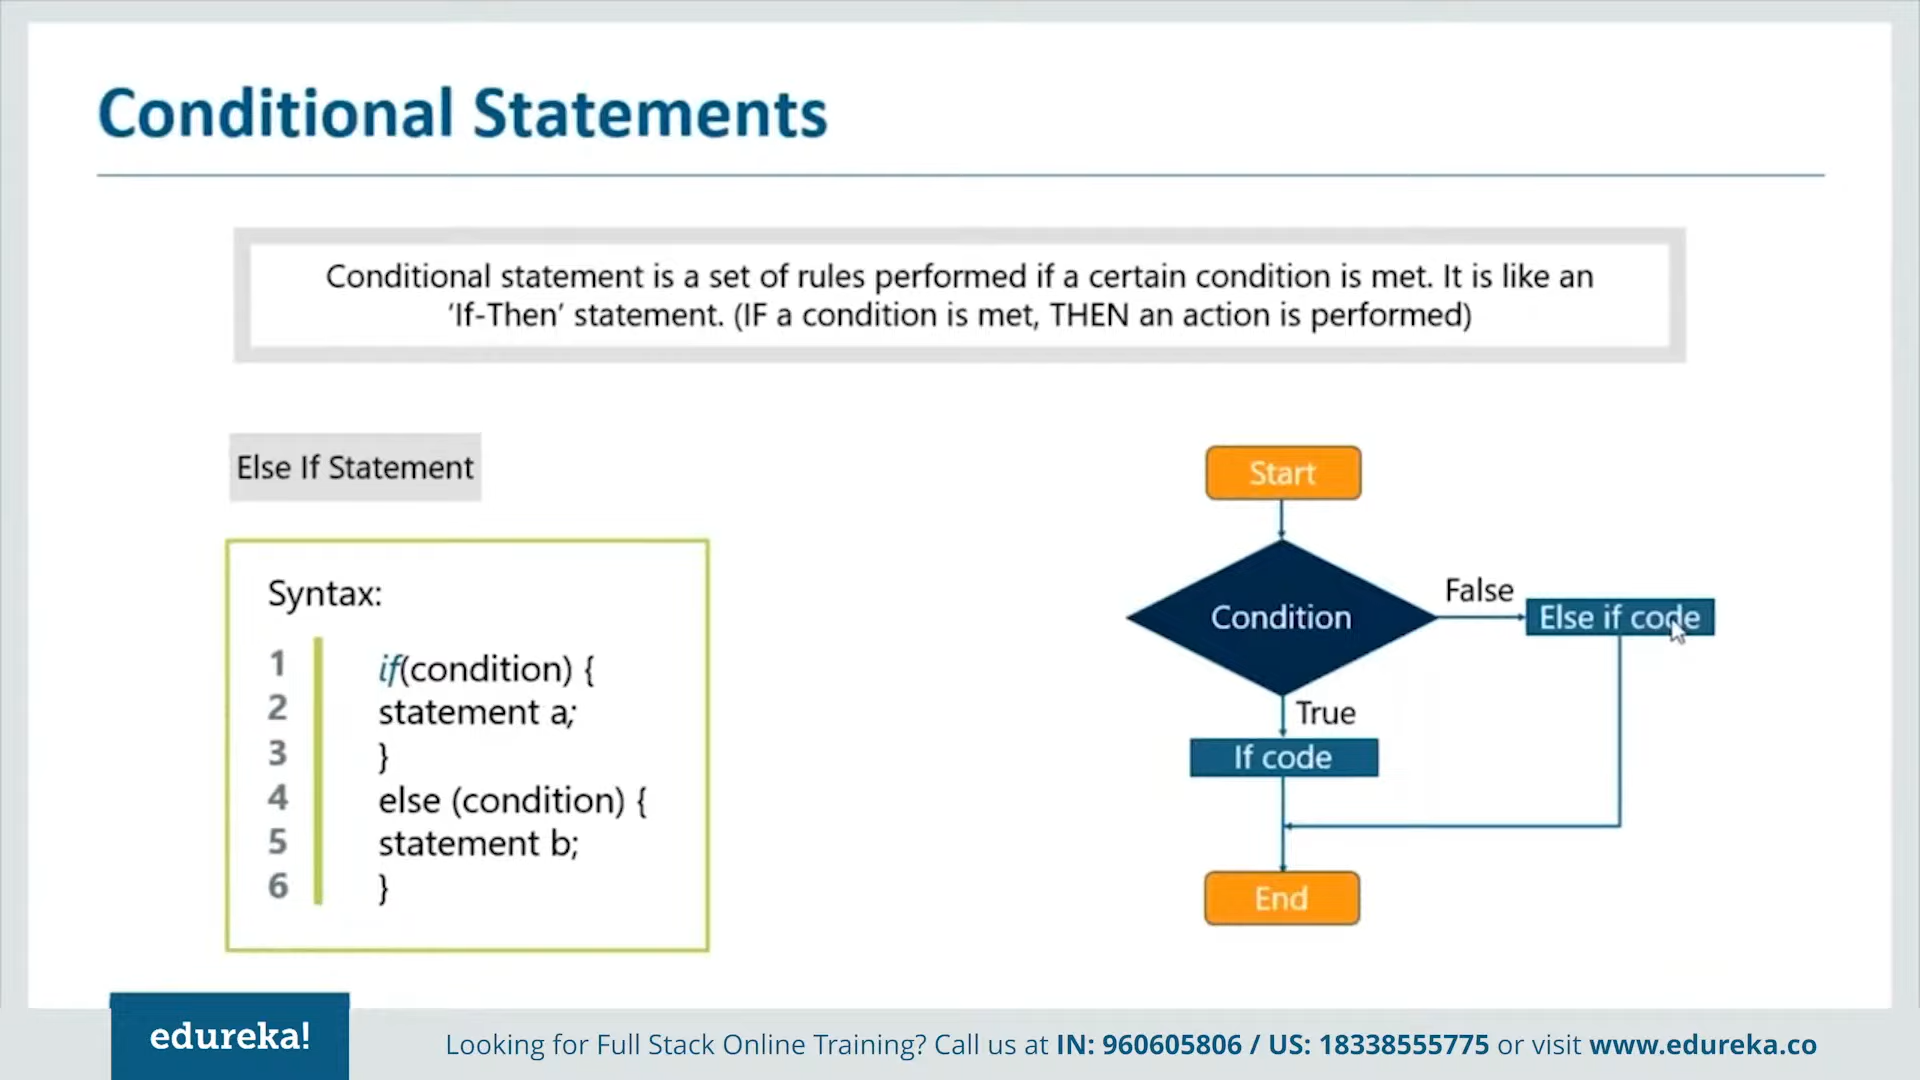 Conditional Statements
Conditional statement is a set of rules performed if a certain condition is met. It is like an
‘If-Then’ statement. (IF a condition is met, THEN an action is performed)
Else If Statement
Syntax:
1 if(condition) {
2 statement a;
3 }
4 else (condition) {
5 statement b;
6 }
Start
Condition
False
Else if code
True
If code
End
edureka!
Looking for Full Stack Online Training? Call us at IN: 960605806 / US: 18338555775 or visit www.edureka.co